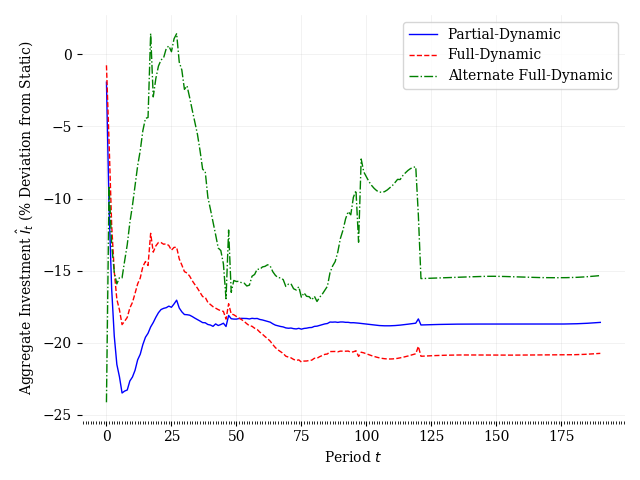 Partial-Dynamic
Full-Dynamic
Alternate Full-Dynamic
Aggregate Investment Î_t (% Deviation from Static)
0
−5
−10
−15
−20
−25
0 25 50 75 100 125 150 175
Period t